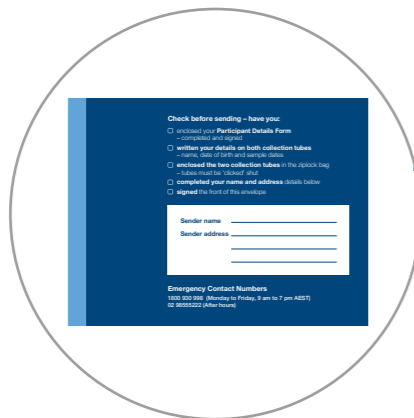 Check before sending – have you:
enclosed your Participant Details Form
– completed and signed
written your details on both collection tubes
– name, date of birth and sample dates
enclosed the two collection tubes in the ziplock bag
– tubes must be 'clicked' shut
completed your name and address details below
signed the front of this envelope
Sender name
Sender address
Emergency Contact Numbers
1800 930 998 (Monday to Friday, 9 am to 7 pm AEST)
02 98555222 (After hours)